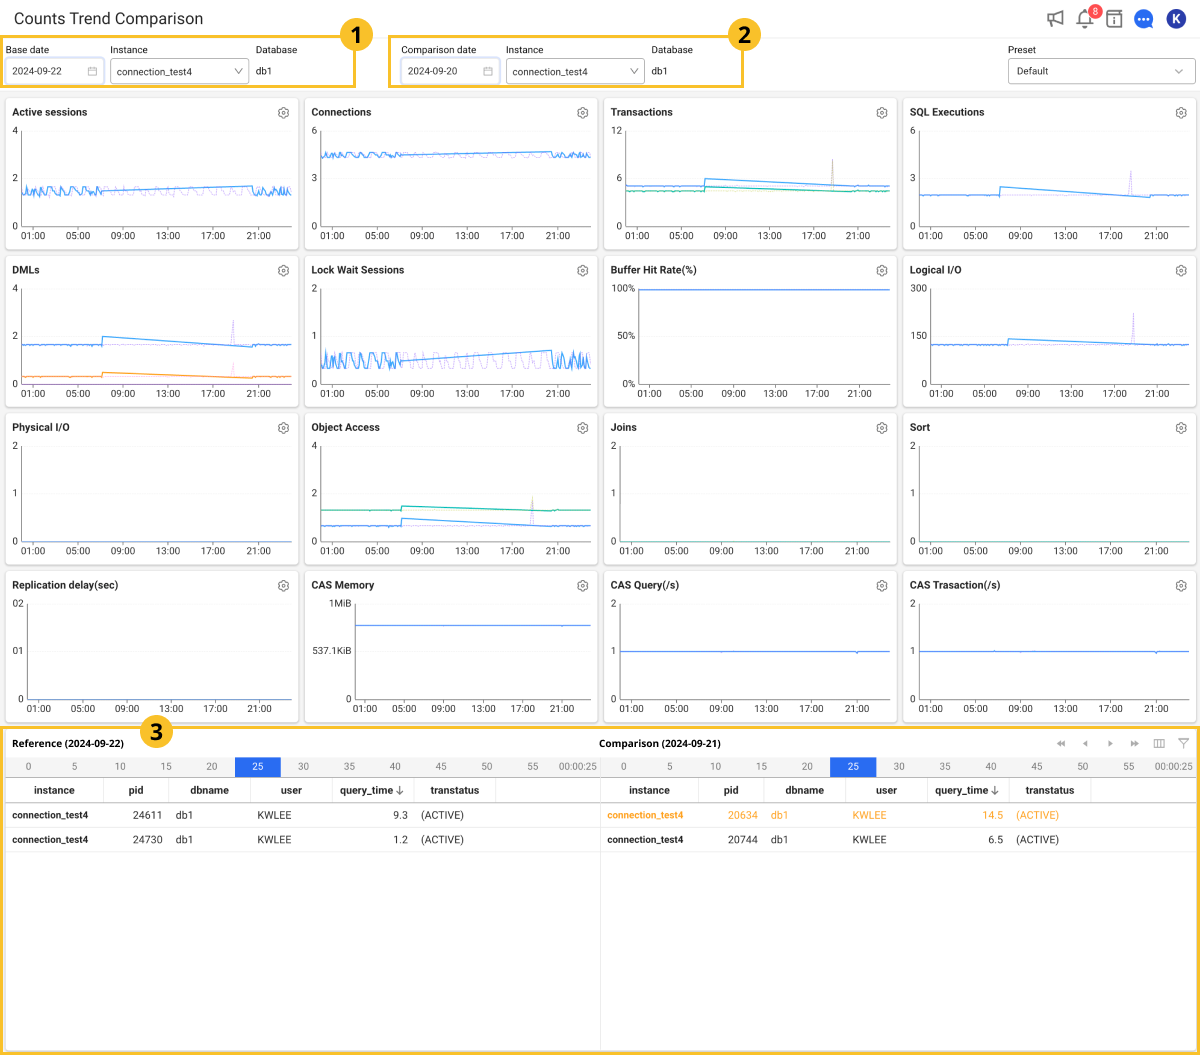 Counts Trend Comparison
8
K
1
2
Base date
Instance
Database
Comparison date
Instance
Database
Preset
2024-09-22
connection_test4
db1
2024-09-20
connection_test4
db1
Default
Active sessions
4
2
0
01:00 05:00 09:00 13:00 17:00 21:00
Connections
6
3
0
01:00 05:00 09:00 13:00 17:00 21:00
Transactions
12
6
0
01:00 05:00 09:00 13:00 17:00 21:00
SQL Executions
6
3
0
01:00 05:00 09:00 13:00 17:00 21:00
DMLs
4
2
0
01:00 05:00 09:00 13:00 17:00 21:00
Lock Wait Sessions
2
1
0
01:00 05:00 09:00 13:00 17:00 21:00
Buffer Hit Rate(%)
100%
50%
0%
01:00 05:00 09:00 13:00 17:00 21:00
Logical I/O
300
150
0
01:00 05:00 09:00 13:00 17:00 21:00
Physical I/O
2
1
0
01:00 05:00 09:00 13:00 17:00 21:00
Object Access
4
2
0
01:00 05:00 09:00 13:00 17:00 21:00
Joins
2
1
0
01:00 05:00 09:00 13:00 17:00 21:00
Sort
2
1
0
01:00 05:00 09:00 13:00 17:00 21:00
Replication delay(sec)
02
01
0
01:00 05:00 09:00 13:00 17:00 21:00
CAS Memory
1MiB
537.1KiB
0
01:00 05:00 09:00 13:00 17:00 21:00
CAS Query(/s)
2
1
0
01:00 05:00 09:00 13:00 17:00 21:00
CAS Trasaction(/s)
2
1
0
01:00 05:00 09:00 13:00 17:00 21:00
3
Reference (2024-09-22)
0 5 10 15 20 25 30 35 40 45 50 55 00:00:25
instance pid dbname user query_time transtatus
connection_test4 24611 db1 KWLEE 9.3 (ACTIVE)
connection_test4 24730 db1 KWLEE 1.2 (ACTIVE)
Comparison (2024-09-21)
0 5 10 15 20 25 30 35 40 45 50 55 00:00:25
instance pid dbname user query_time transtatus
connection_test4 20634 db1 KWLEE 14.5 (ACTIVE)
connection_test4 20744 db1 KWLEE 6.5 (ACTIVE)